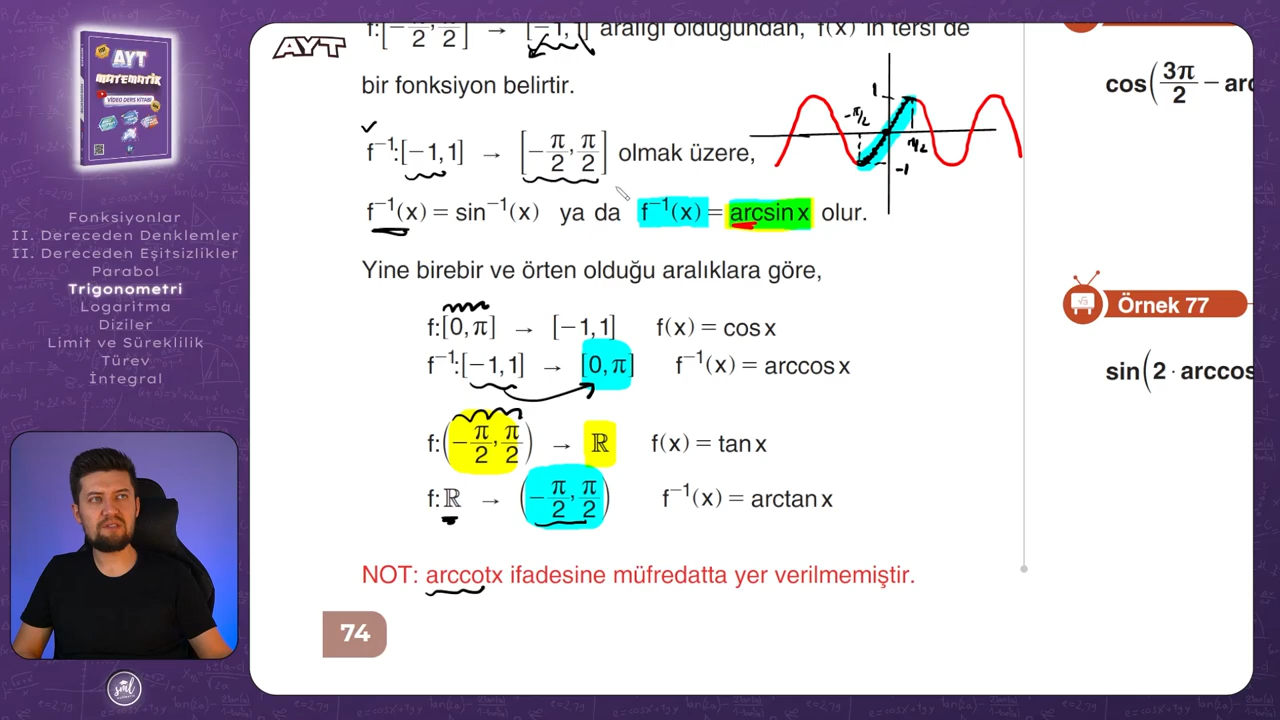 AYT
f:[−π/2, π/2] → [−1,1] aralığı olduğundan, f(x) in tersi de
bir fonksiyon belirtir.
f⁻¹:[−1,1] → [−π/2, π/2] olmak üzere,
f⁻¹(x) = sin⁻¹(x) ya da f⁻¹(x) = arcsin x olur.
1
−π/2
π/2
−1
Yine birebir ve örten olduğu aralıklara göre,
f:[0,π] → [−1,1] f(x) = cos x
f⁻¹:[−1,1] → [0,π] f⁻¹(x) = arccos x
f:(−π/2, π/2) → ℝ f(x) = tan x
f:ℝ → (−π/2, π/2) f⁻¹(x) = arctan x
NOT: arccotx ifadesine müfredatta yer verilmemiştir.
74
cos(3π/2 − arc
Örnek 77
sin(2 · arccos
AYT
MATEMATİK
VİDEO DERS KİTABI
Fonksiyonlar
II. Dereceden Denklemler
II. Dereceden Eşitsizlikler
Parabol
Trigonometri
Logaritma
Diziler
Limit ve Süreklilik
Türev
İntegral
sml